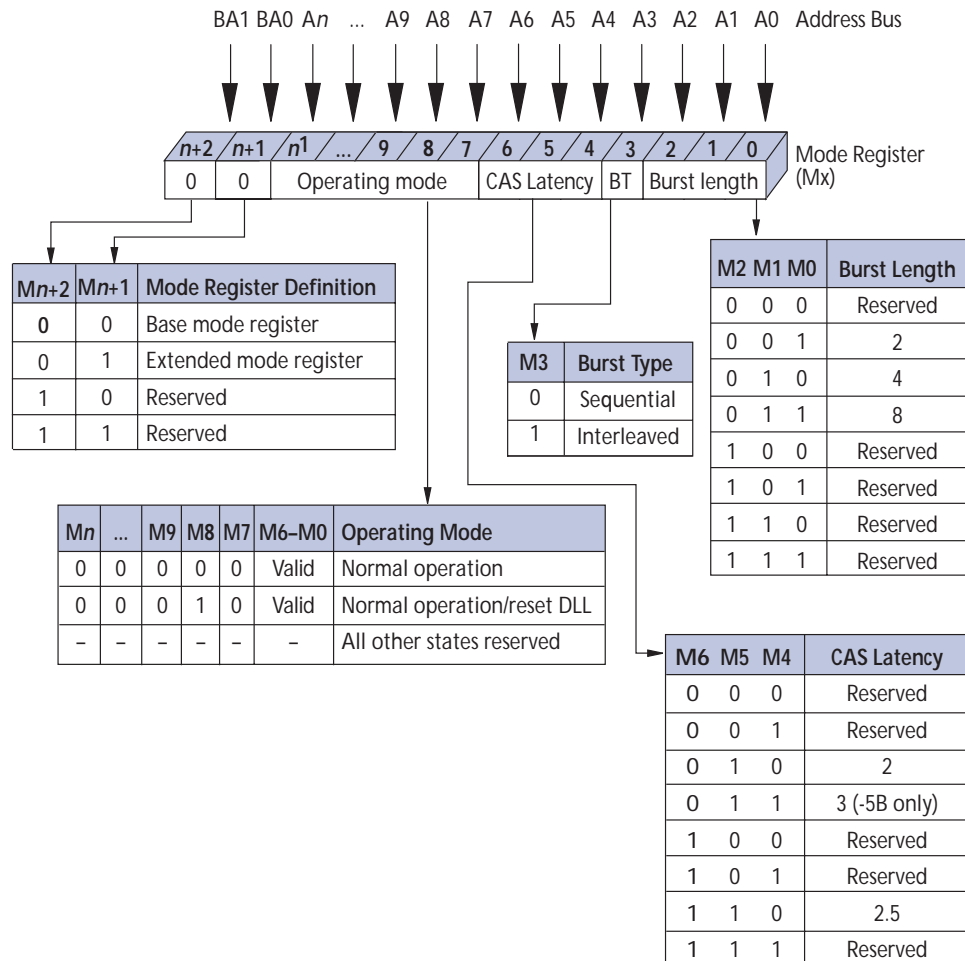 BA1 BA0 An ... A9 A8 A7 A6 A5 A4 A3 A2 A1 A0 Address Bus
n+2 n+1 n1 ... 9 8 7 6 5 4 3 2 1 0
Mode Register (Mx)
0 0 Operating mode CAS Latency BT Burst length
Mn+2 Mn+1 Mode Register Definition
0 0 Base mode register
0 1 Extended mode register
1 0 Reserved
1 1 Reserved
M3 Burst Type
0 Sequential
1 Interleaved
M2 M1 M0 Burst Length
0 0 0 Reserved
0 0 1 2
0 1 0 4
0 1 1 8
1 0 0 Reserved
1 0 1 Reserved
1 1 0 Reserved
1 1 1 Reserved
Mn ... M9 M8 M7 M6–M0 Operating Mode
0 0 0 0 0 Valid Normal operation
0 0 0 1 0 Valid Normal operation/reset DLL
– – – – – – All other states reserved
M6 M5 M4 CAS Latency
0 0 0 Reserved
0 0 1 Reserved
0 1 0 2
0 1 1 3 (-5B only)
1 0 0 Reserved
1 0 1 Reserved
1 1 0 2.5
1 1 1 Reserved